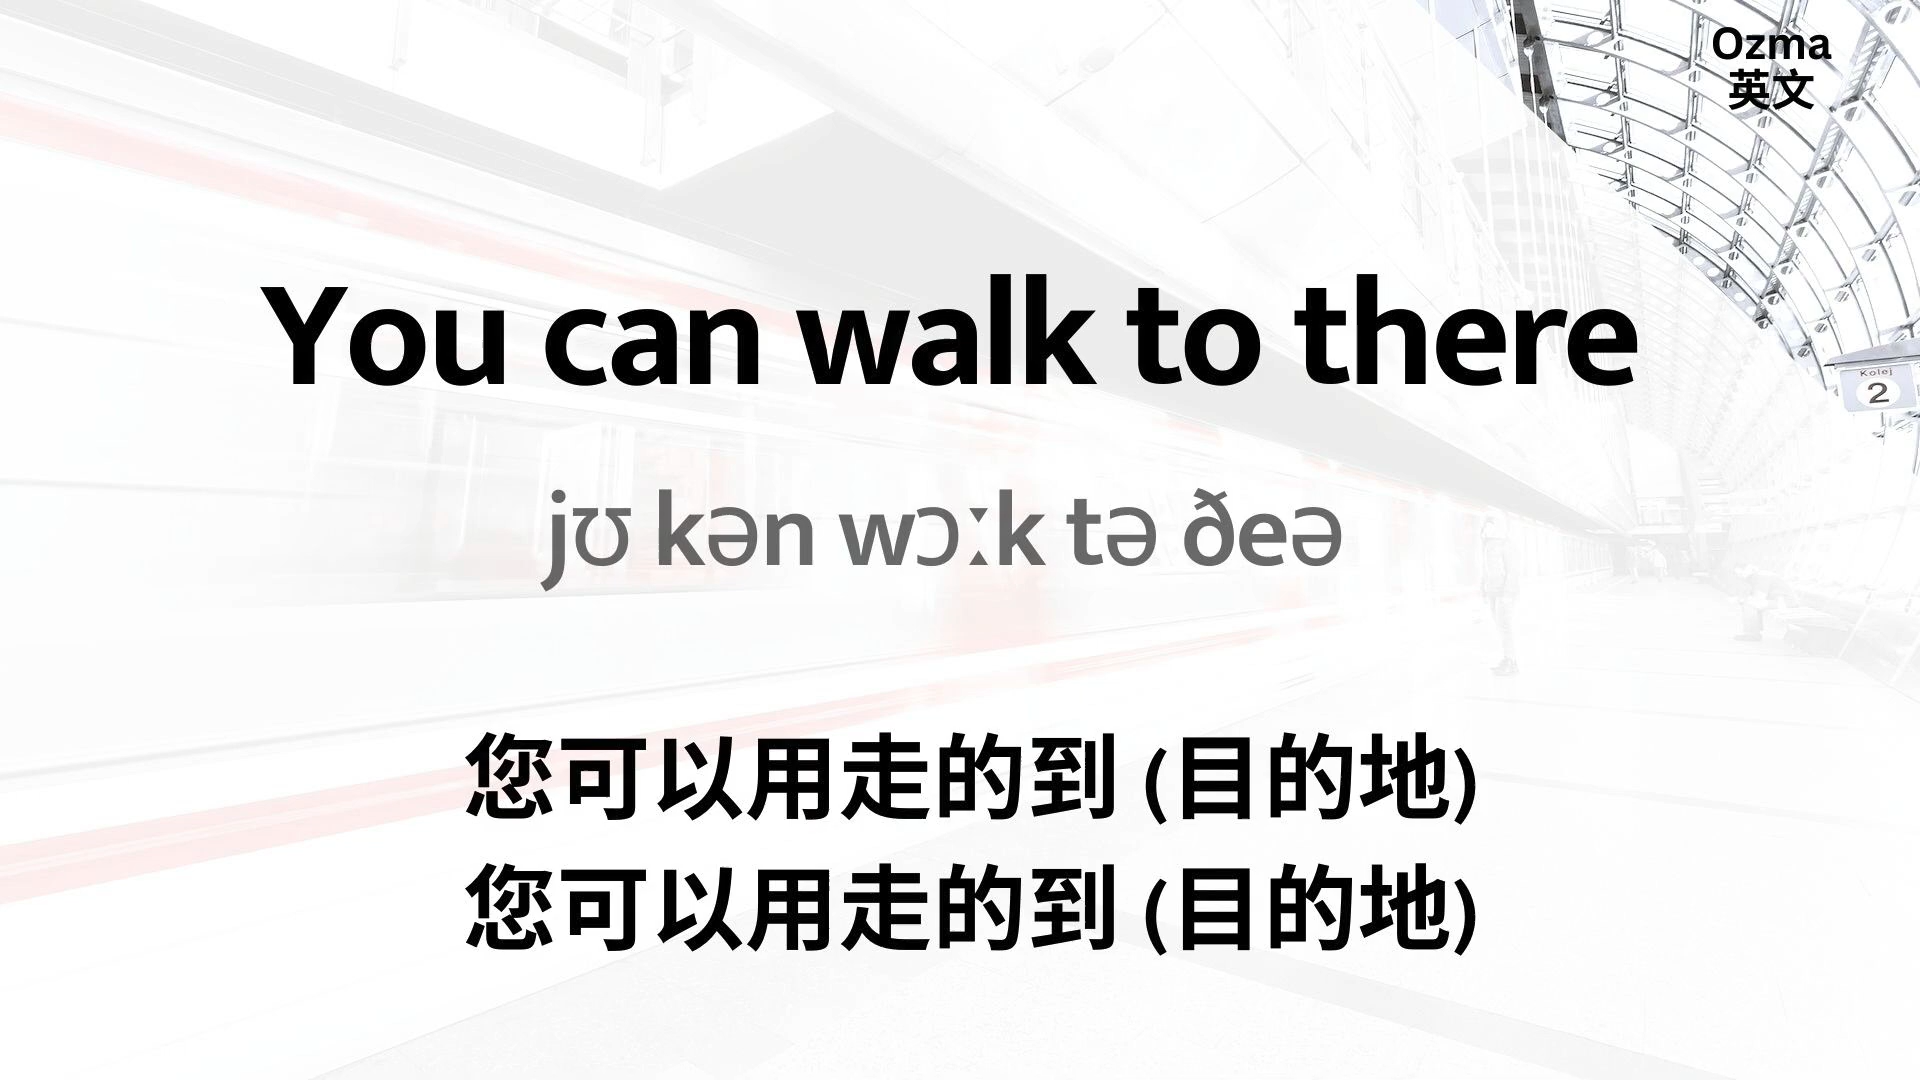 Ozma
英文
You can walk to there
jʊ kən wɔːk tə ðeə
您可以用走的到 (目的地)
您可以用走的到 (目的地)
Kolej
2